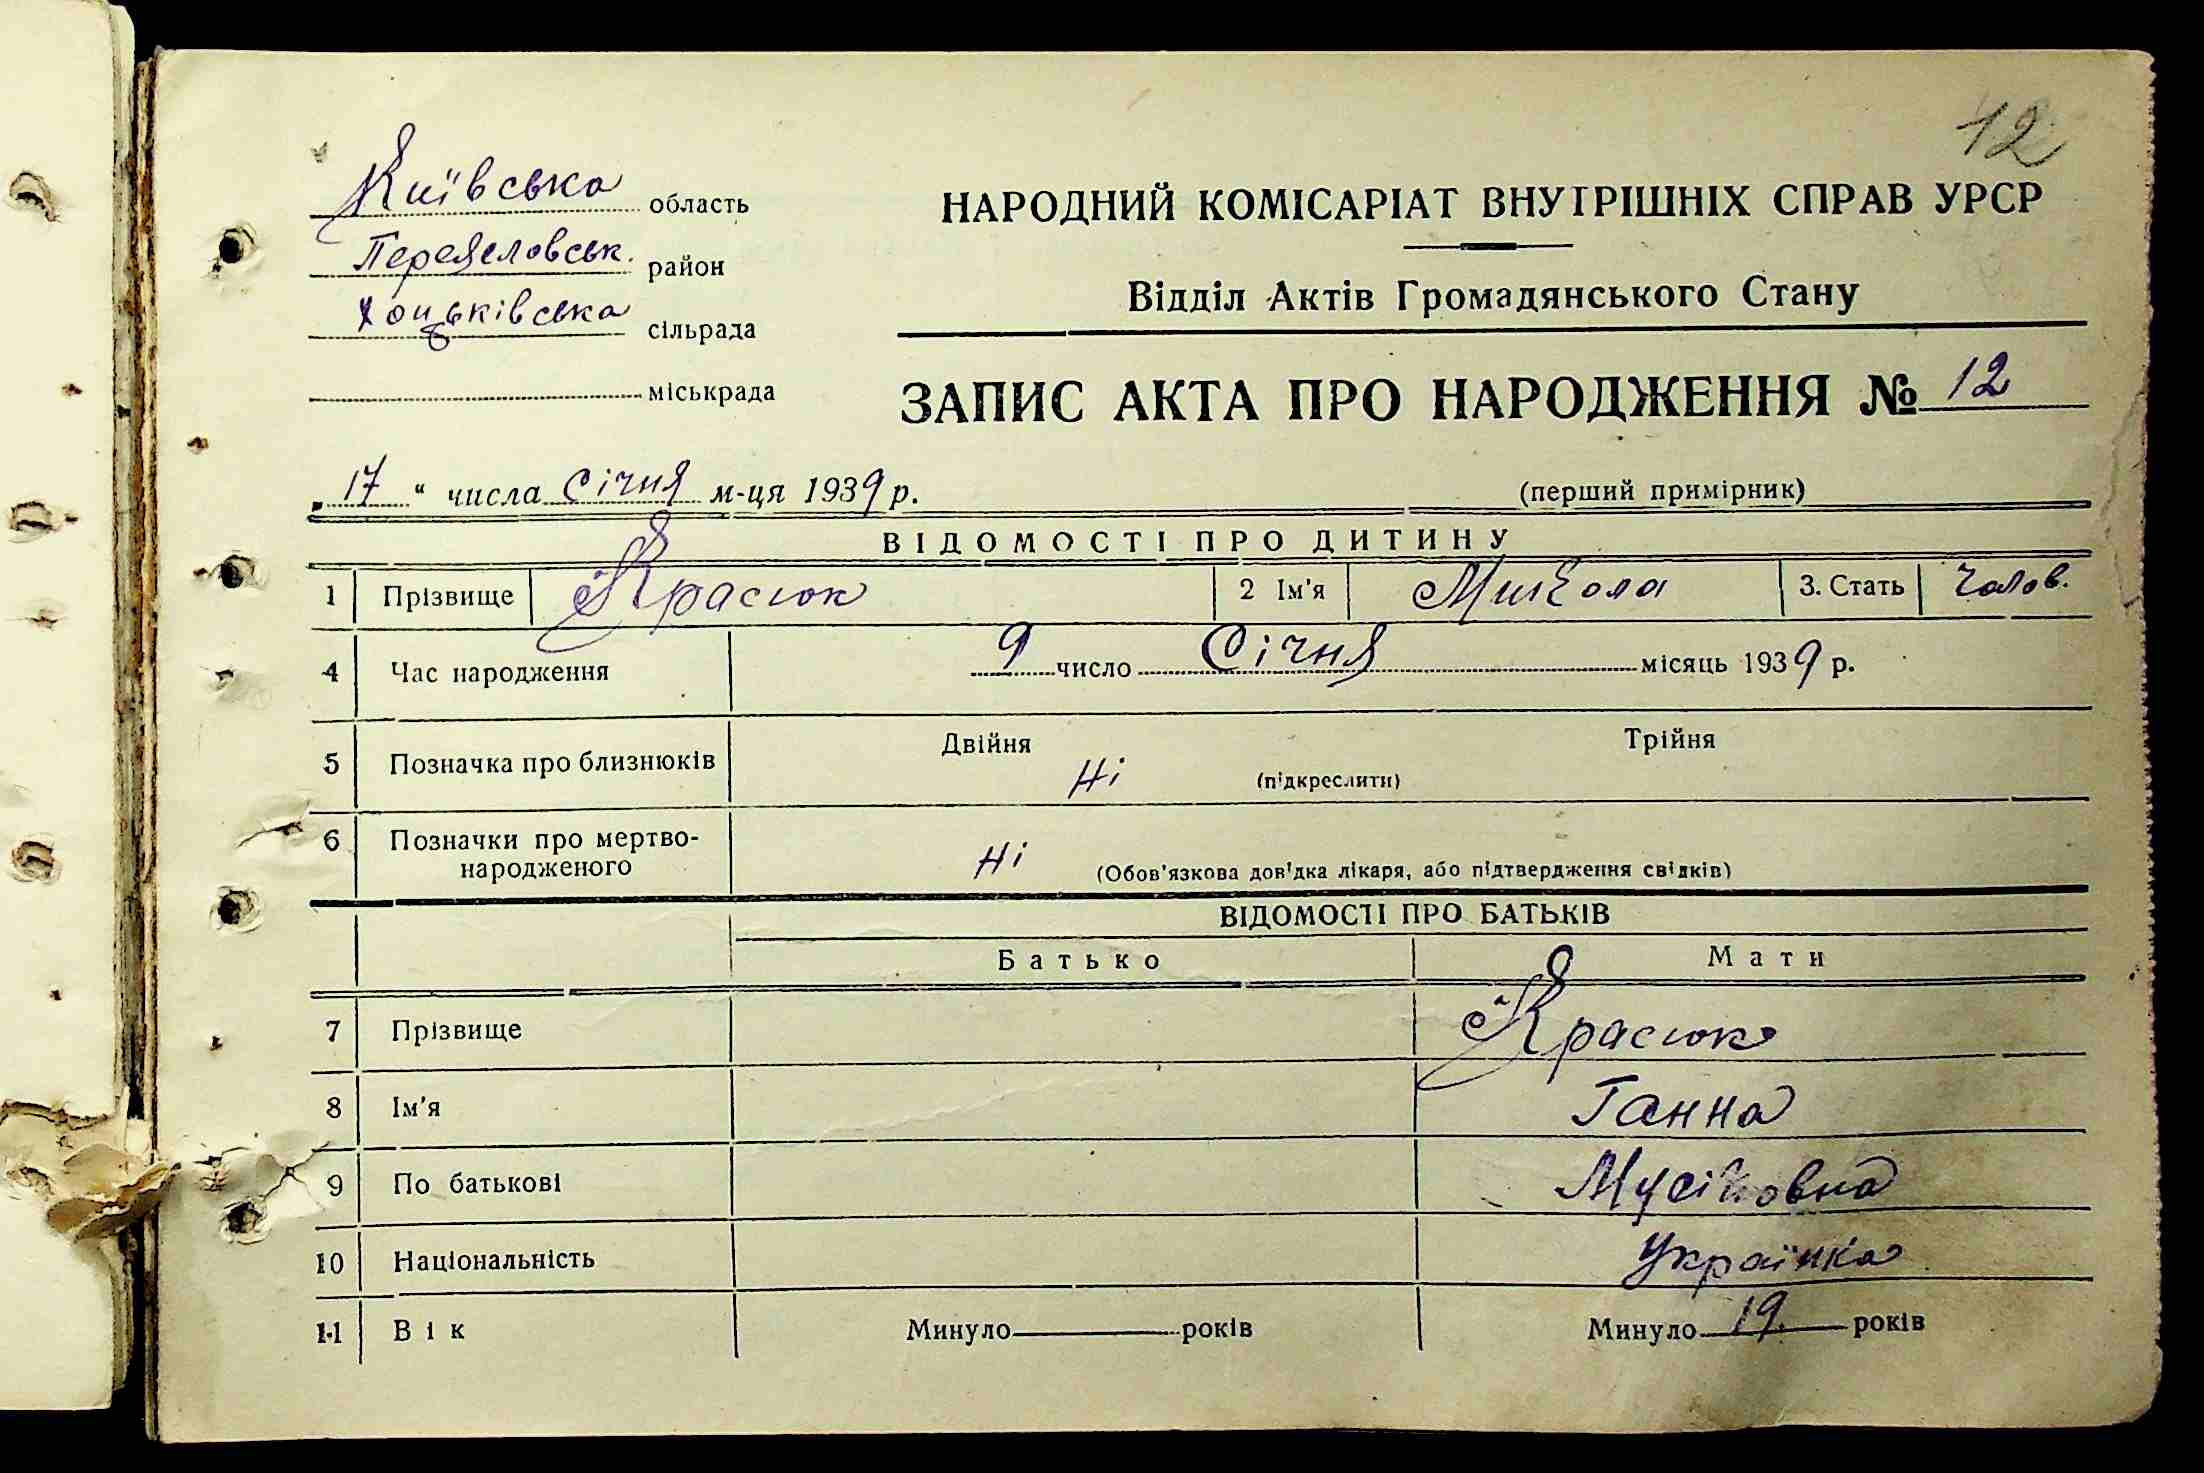 12
Київська область
Переяславськ. район
Хоцьківська сільрада
міськрада
НАРОДНИЙ КОМІСАРІАТ ВНУТРІШНІХ СПРАВ УРСР
Відділ Актів Громадянського Стану
ЗАПИС АКТА ПРО НАРОДЖЕННЯ № 12
„ 17 “ числа Січня м-ця 1939 р.
(перший примірник)
ВІДОМОСТІ ПРО ДИТИНУ
1 Прізвище Красюк 2 Ім'я Микола 3. Стать Чолов.
4 Час народження 9 число Січня місяць 1939 р.
5 Позначка про близнюків Двійня Ні (підкреслити) Трійня
6 Позначки про мертво-
народженого Ні (Обов'язкова довідка лікаря, або підтвердження свідків)
ВІДОМОСТІ ПРО БАТЬКІВ
Батько Мати
7 Прізвище Красюк
8 Ім'я Ганна
9 По батькові Мусіковна
10 Національність Українка
11 Вік Минуло років Минуло 19. років